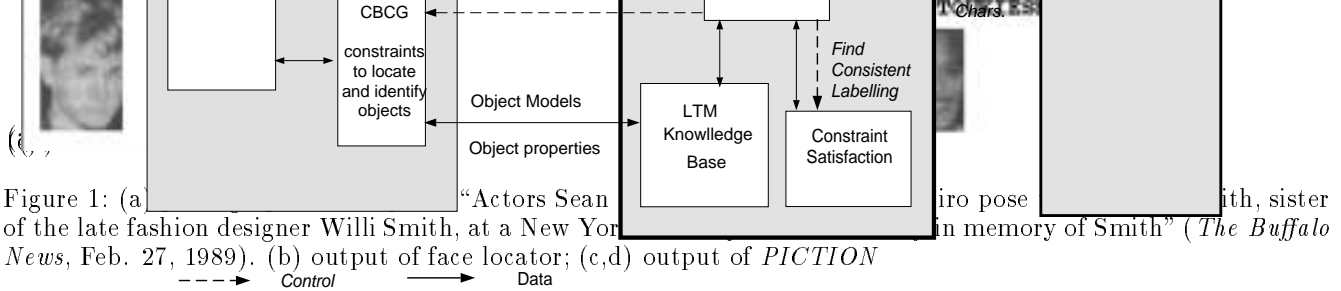 CBCG
Chars.
constraints
to locate
and identify
objects
Find
Consistent
Labelling
Object Models
LTM
Knowlledge
Base
Constraint
Satisfaction
Object properties
Figure 1: (a) “Actors Sean iro pose ith, sister
of the late fashion designer Willi Smith, at a New Yor in memory of Smith” (The Buffalo
News, Feb. 27, 1989). (b) output of face locator; (c,d) output of PICTION
Control
Data